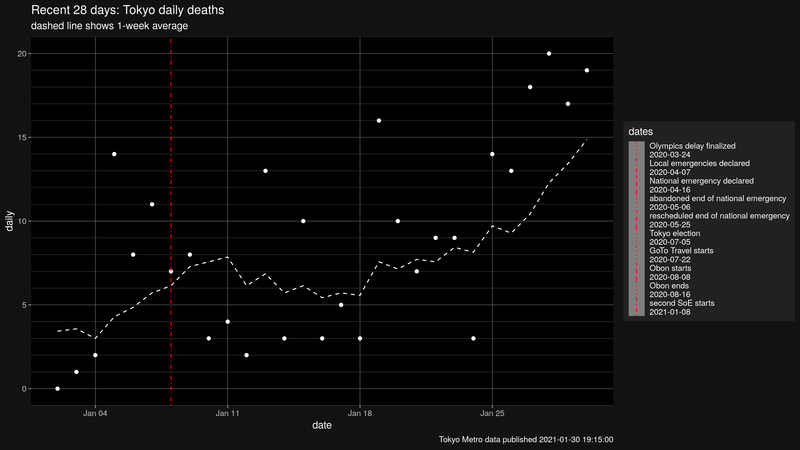 Recent 28 days: Tokyo daily deaths
dashed line shows 1-week average
daily
20
15
10
5
0
Jan 04 Jan 11 Jan 18 Jan 25
date
dates
Olympics delay finalized
2020-03-24
Local emergencies declared
2020-04-07
National emergency declared
2020-04-16
abandoned end of national emergency
2020-05-06
rescheduled end of national emergency
2020-05-25
Tokyo election
2020-07-05
GoTo Travel starts
2020-07-22
Obon starts
2020-08-08
Obon ends
2020-08-16
second SoE starts
2021-01-08
Tokyo Metro data published 2021-01-30 19:15:00